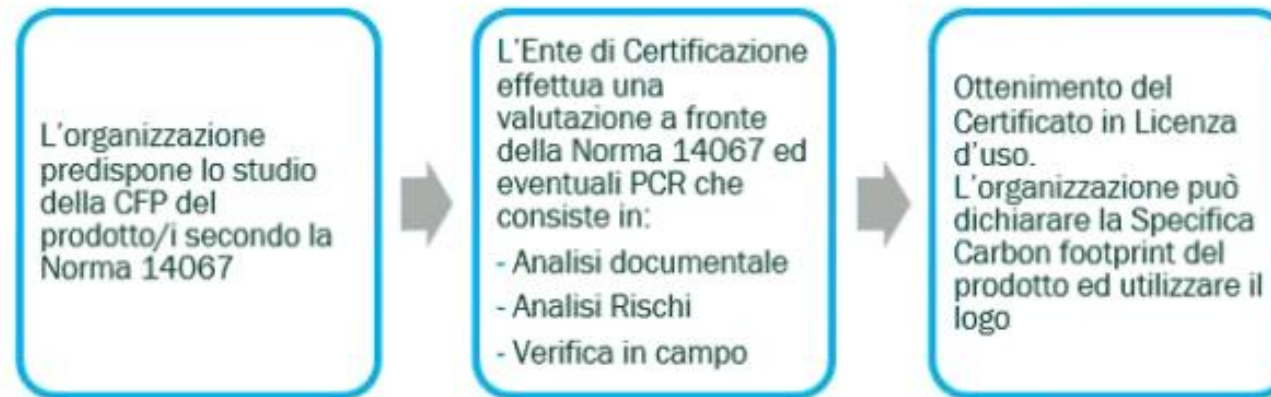 L'organizzazione
predispone lo studio
della CFP del
prodotto/i secondo la
Norma 14067
L'Ente di Certificazione
effettua una
valutazione a fronte
della Norma 14067 ed
eventuali PCR che
consiste in:
- Analisi documentale
- Analisi Rischi
- Verifica in campo
Ottenimento del
Certificato in Licenza
d'uso.
L'organizzazione può
dichiarare la Specifica
Carbon footprint del
prodotto ed utilizzare il
logo